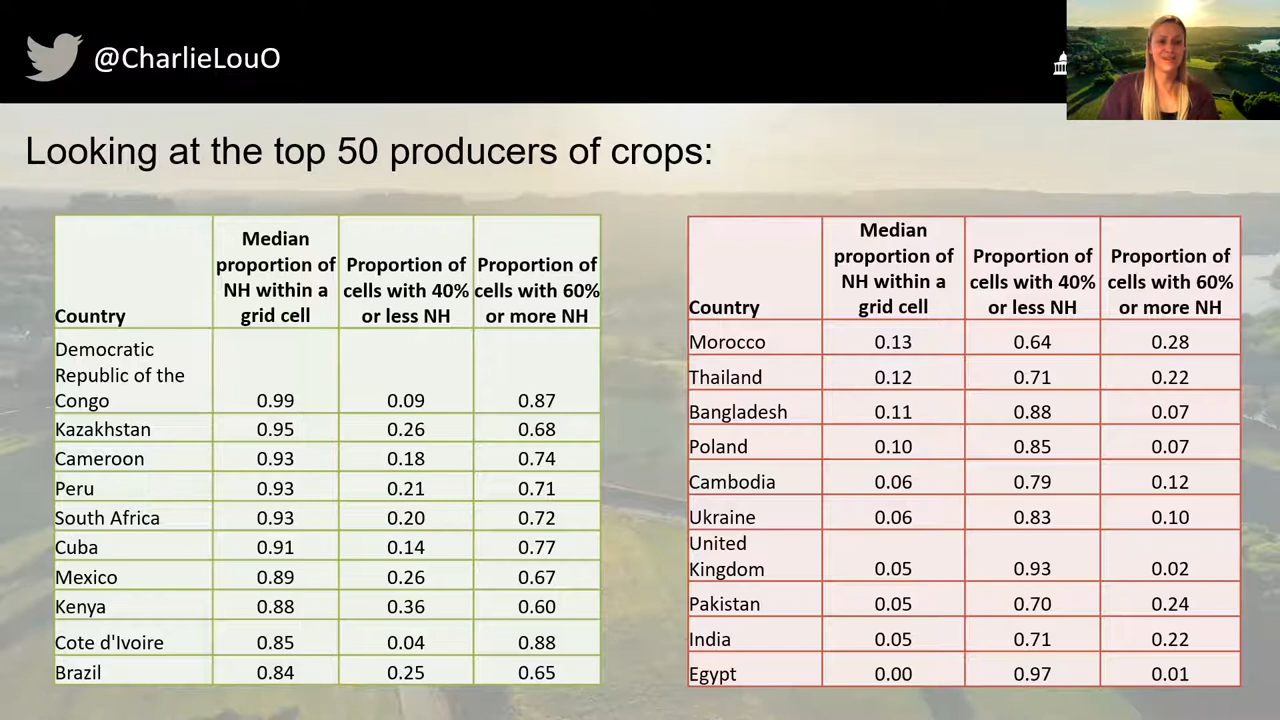 @CharlieLouO
Looking at the top 50 producers of crops:
Country
Median
proportion of
NH within a
grid cell
Proportion of
cells with 40%
or less NH
Proportion of
cells with 60%
or more NH
Democratic
Republic of the
Congo 0.99 0.09 0.87
Kazakhstan 0.95 0.26 0.68
Cameroon 0.93 0.18 0.74
Peru 0.93 0.21 0.71
South Africa 0.93 0.20 0.72
Cuba 0.91 0.14 0.77
Mexico 0.89 0.26 0.67
Kenya 0.88 0.36 0.60
Cote d'Ivoire 0.85 0.04 0.88
Brazil 0.84 0.25 0.65
Country
Median
proportion of
NH within a
grid cell
Proportion of
cells with 40%
or less NH
Proportion of
cells with 60%
or more NH
Morocco 0.13 0.64 0.28
Thailand 0.12 0.71 0.22
Bangladesh 0.11 0.88 0.07
Poland 0.10 0.85 0.07
Cambodia 0.06 0.79 0.12
Ukraine 0.06 0.83 0.10
United
Kingdom 0.05 0.93 0.02
Pakistan 0.05 0.70 0.24
India 0.05 0.71 0.22
Egypt 0.00 0.97 0.01